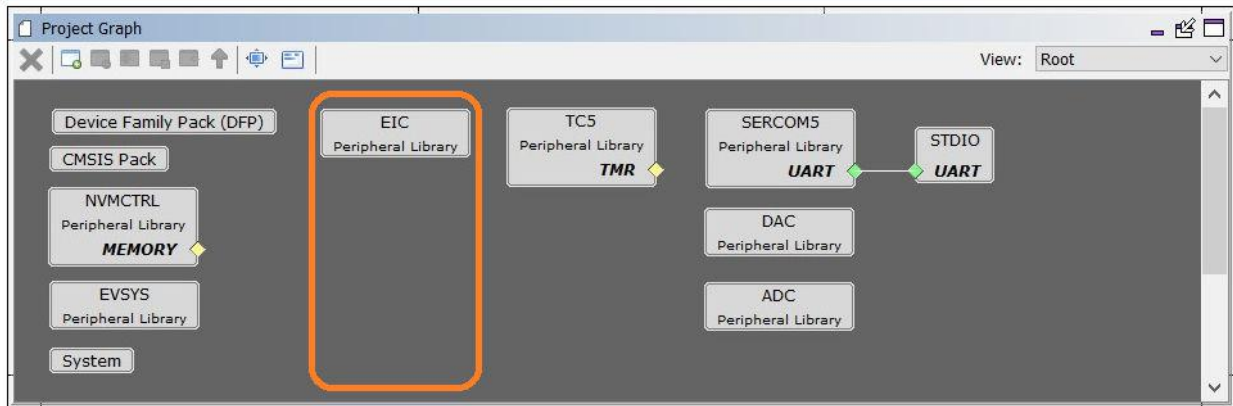 Project Graph
View: Root
Device Family Pack (DFP)
CMSIS Pack
NVMCTRL
Peripheral Library
MEMORY
EVSYS
Peripheral Library
System
EIC
Peripheral Library
TC5
Peripheral Library
TMR
SERCOM5
Peripheral Library
UART
STDIO
UART
DAC
Peripheral Library
ADC
Peripheral Library